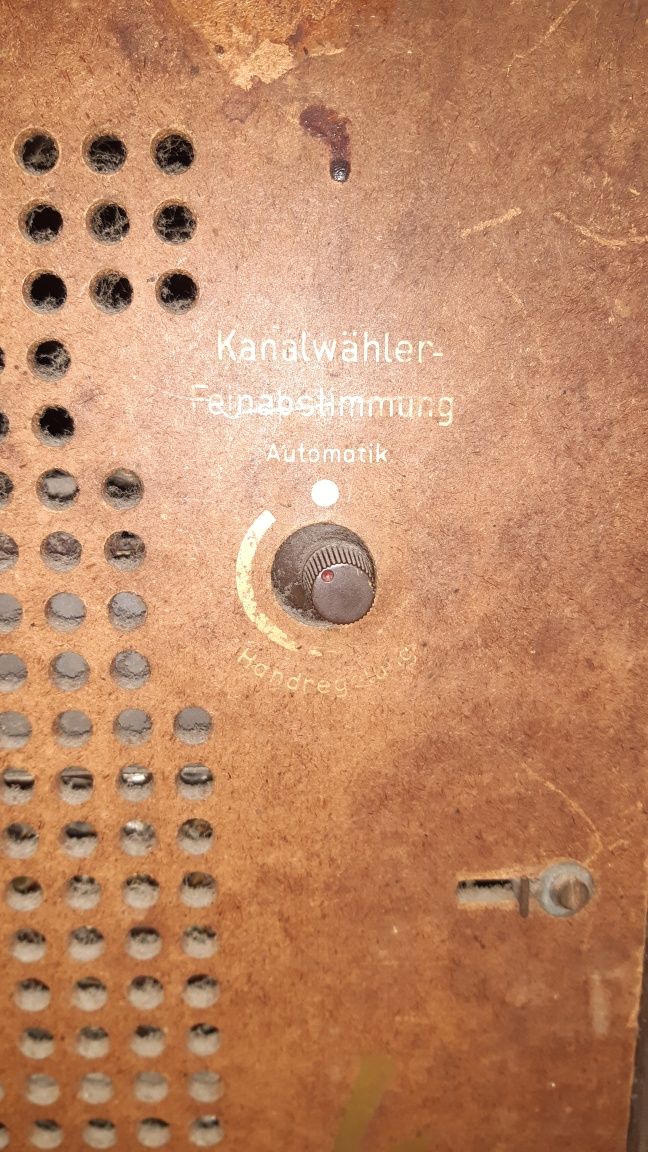 Kanalwähler-
Feinabstimmung
Automatik